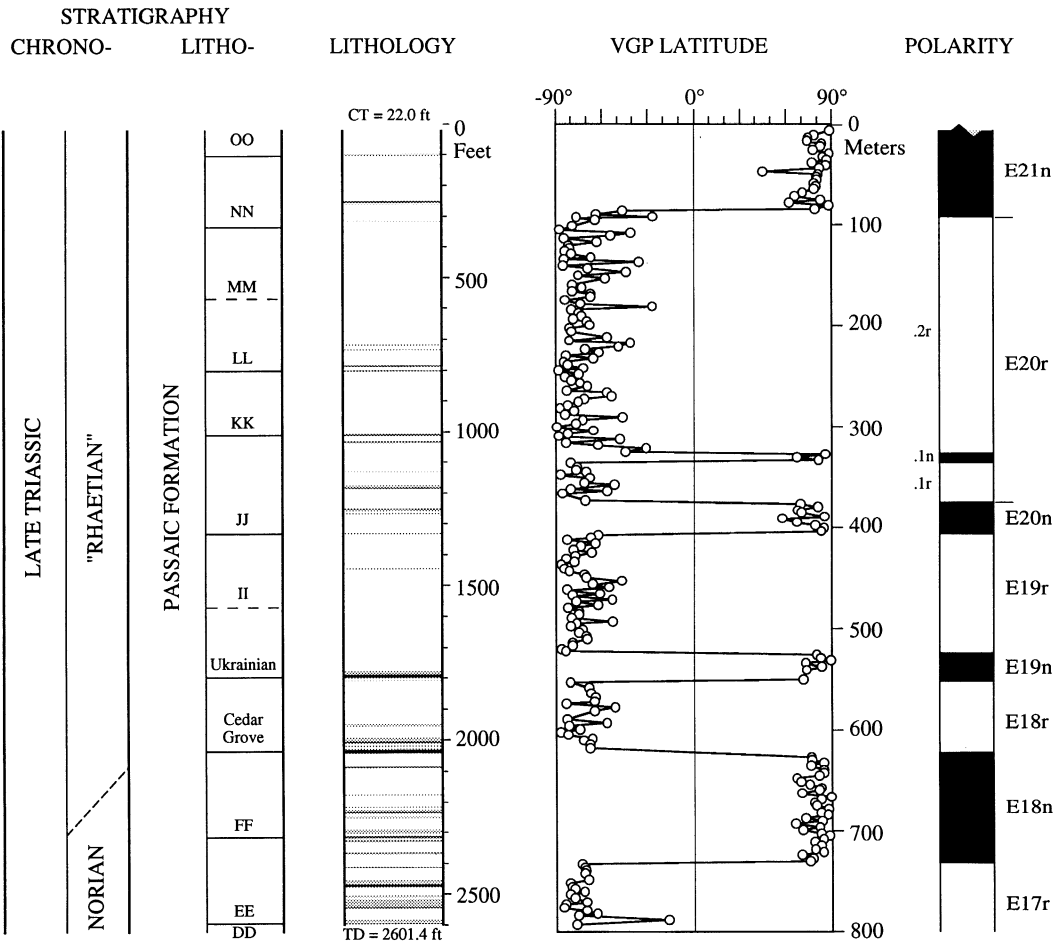 STRATIGRAPHY
CHRONO- LITHO- LITHOLOGY VGP LATITUDE POLARITY
-90° 0° 90°
CT = 22.0 ft
0
Feet
500
1000
1500
2000
2500
TD = 2601.4 ft
0
Meters
100
200
300
400
500
600
700
800
LATE TRIASSIC
"RHAETIAN"
NORIAN
PASSAIC FORMATION
OO
NN
MM
LL
KK
JJ
II
Ukrainian
Cedar
Grove
FF
EE
DD
.2r
.1n
.1r
E21n
E20r
E20n
E19r
E19n
E18r
E18n
E17r